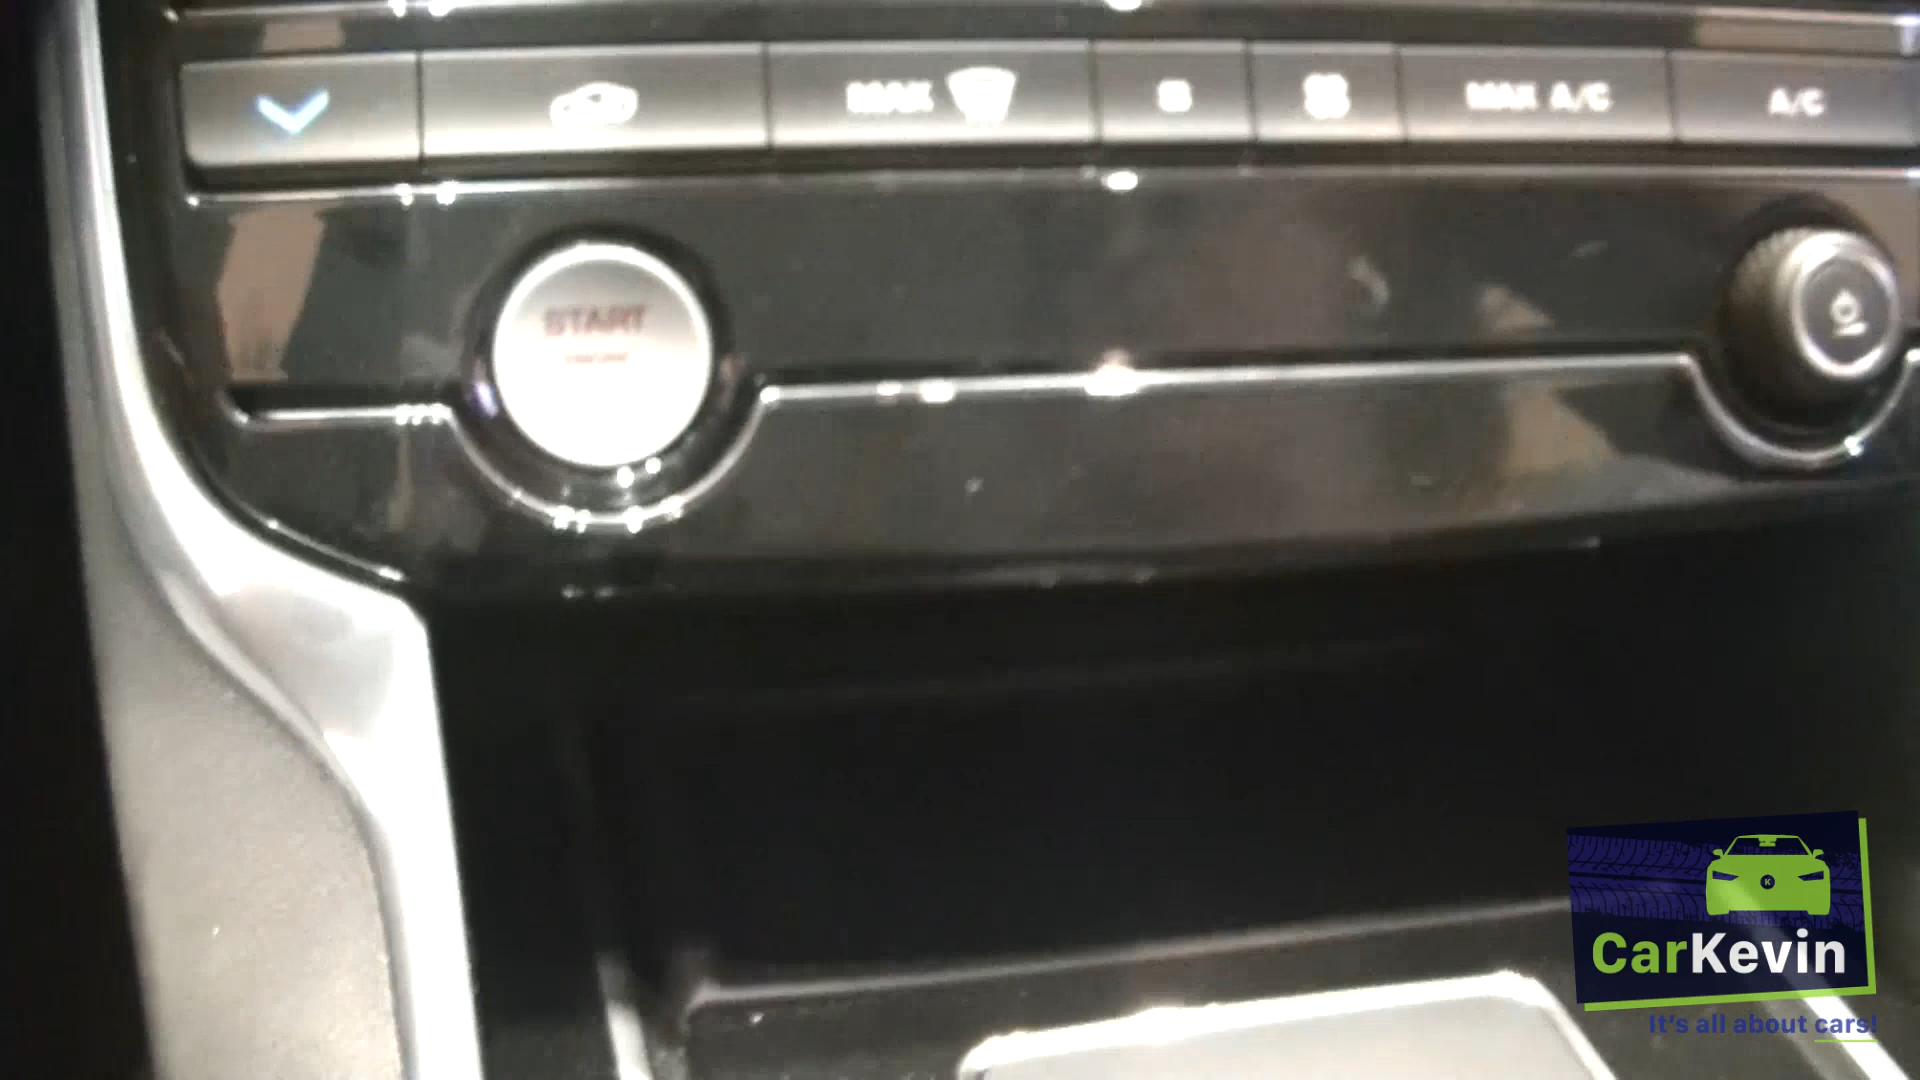 MAX
MAX A/C
A/C
START
CarKevin
It's all about cars!